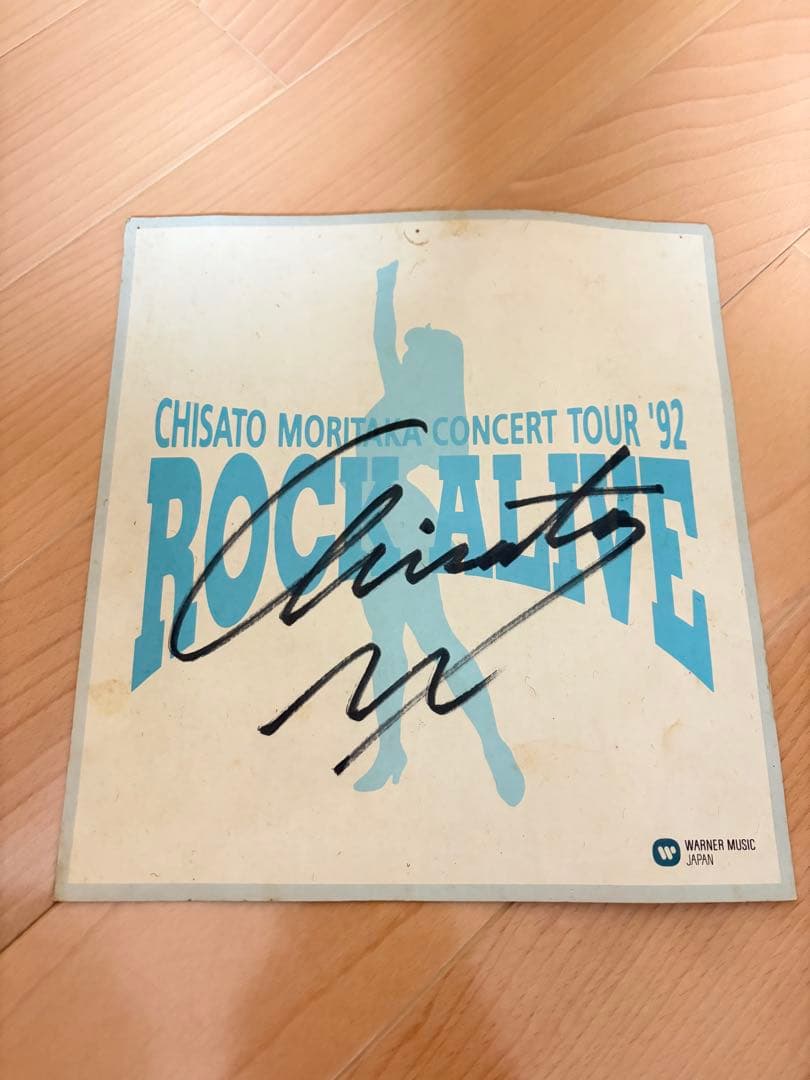 CHISATO MORITAKA CONCERT TOUR '92
ROCK ALIVE
Chisato
WARNER MUSIC
JAPAN